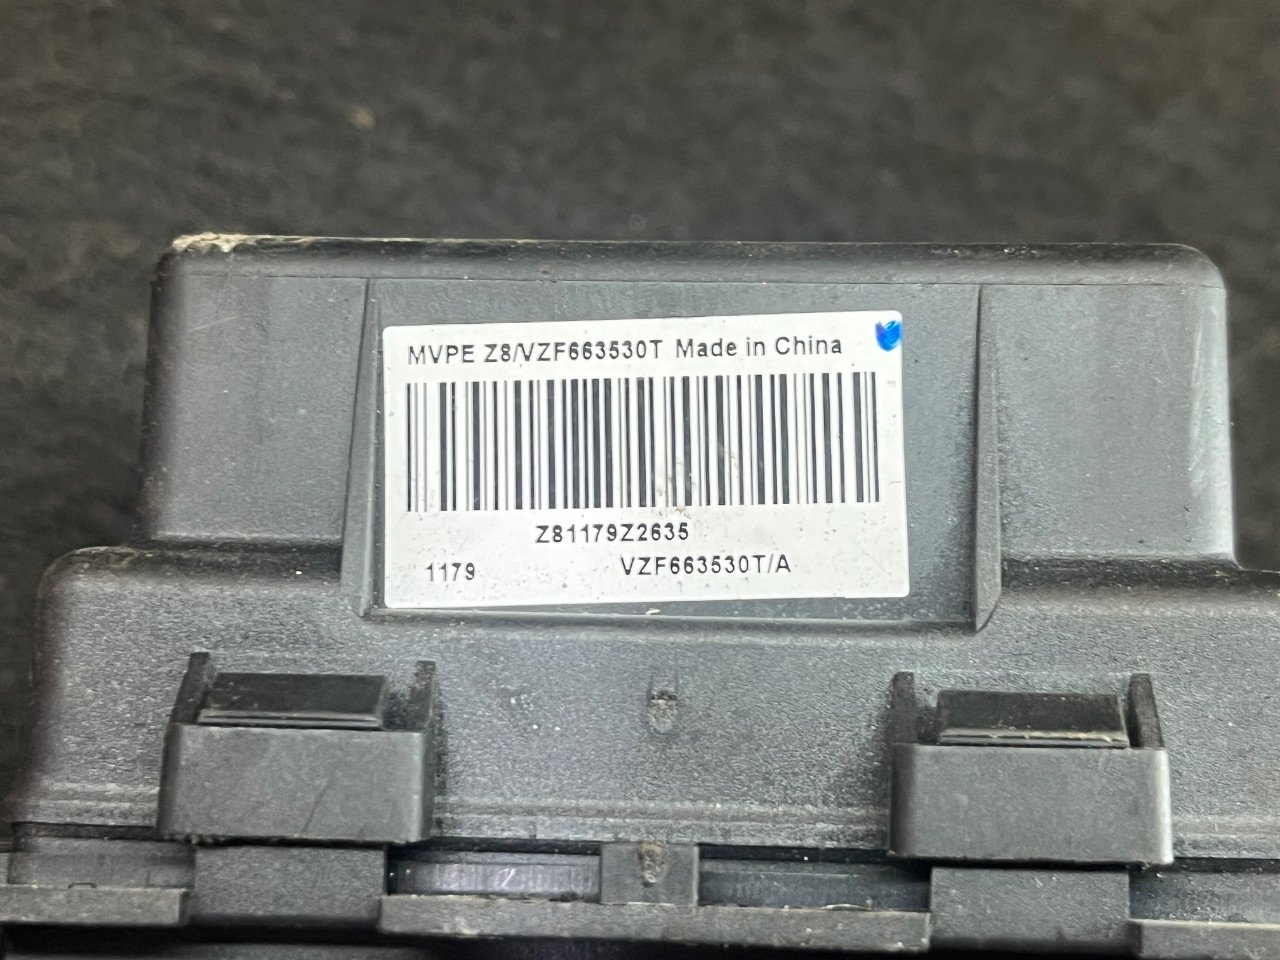 MVPE Z8/VZF663530T Made in China
Z81179Z2635
1179 VZF663530T/A